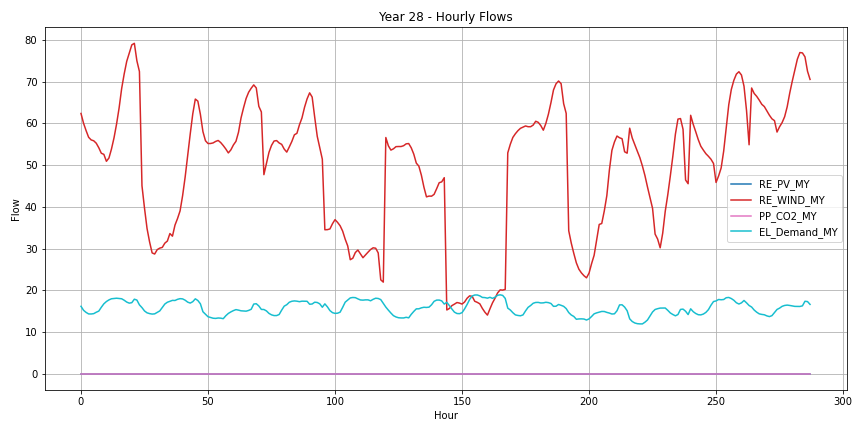 Year 28 - Hourly Flows
80
70
60
50
40
30
20
10
0
Flow
RE_PV_MY
RE_WIND_MY
PP_CO2_MY
EL_Demand_MY
0 50 100 150 200 250 300
Hour